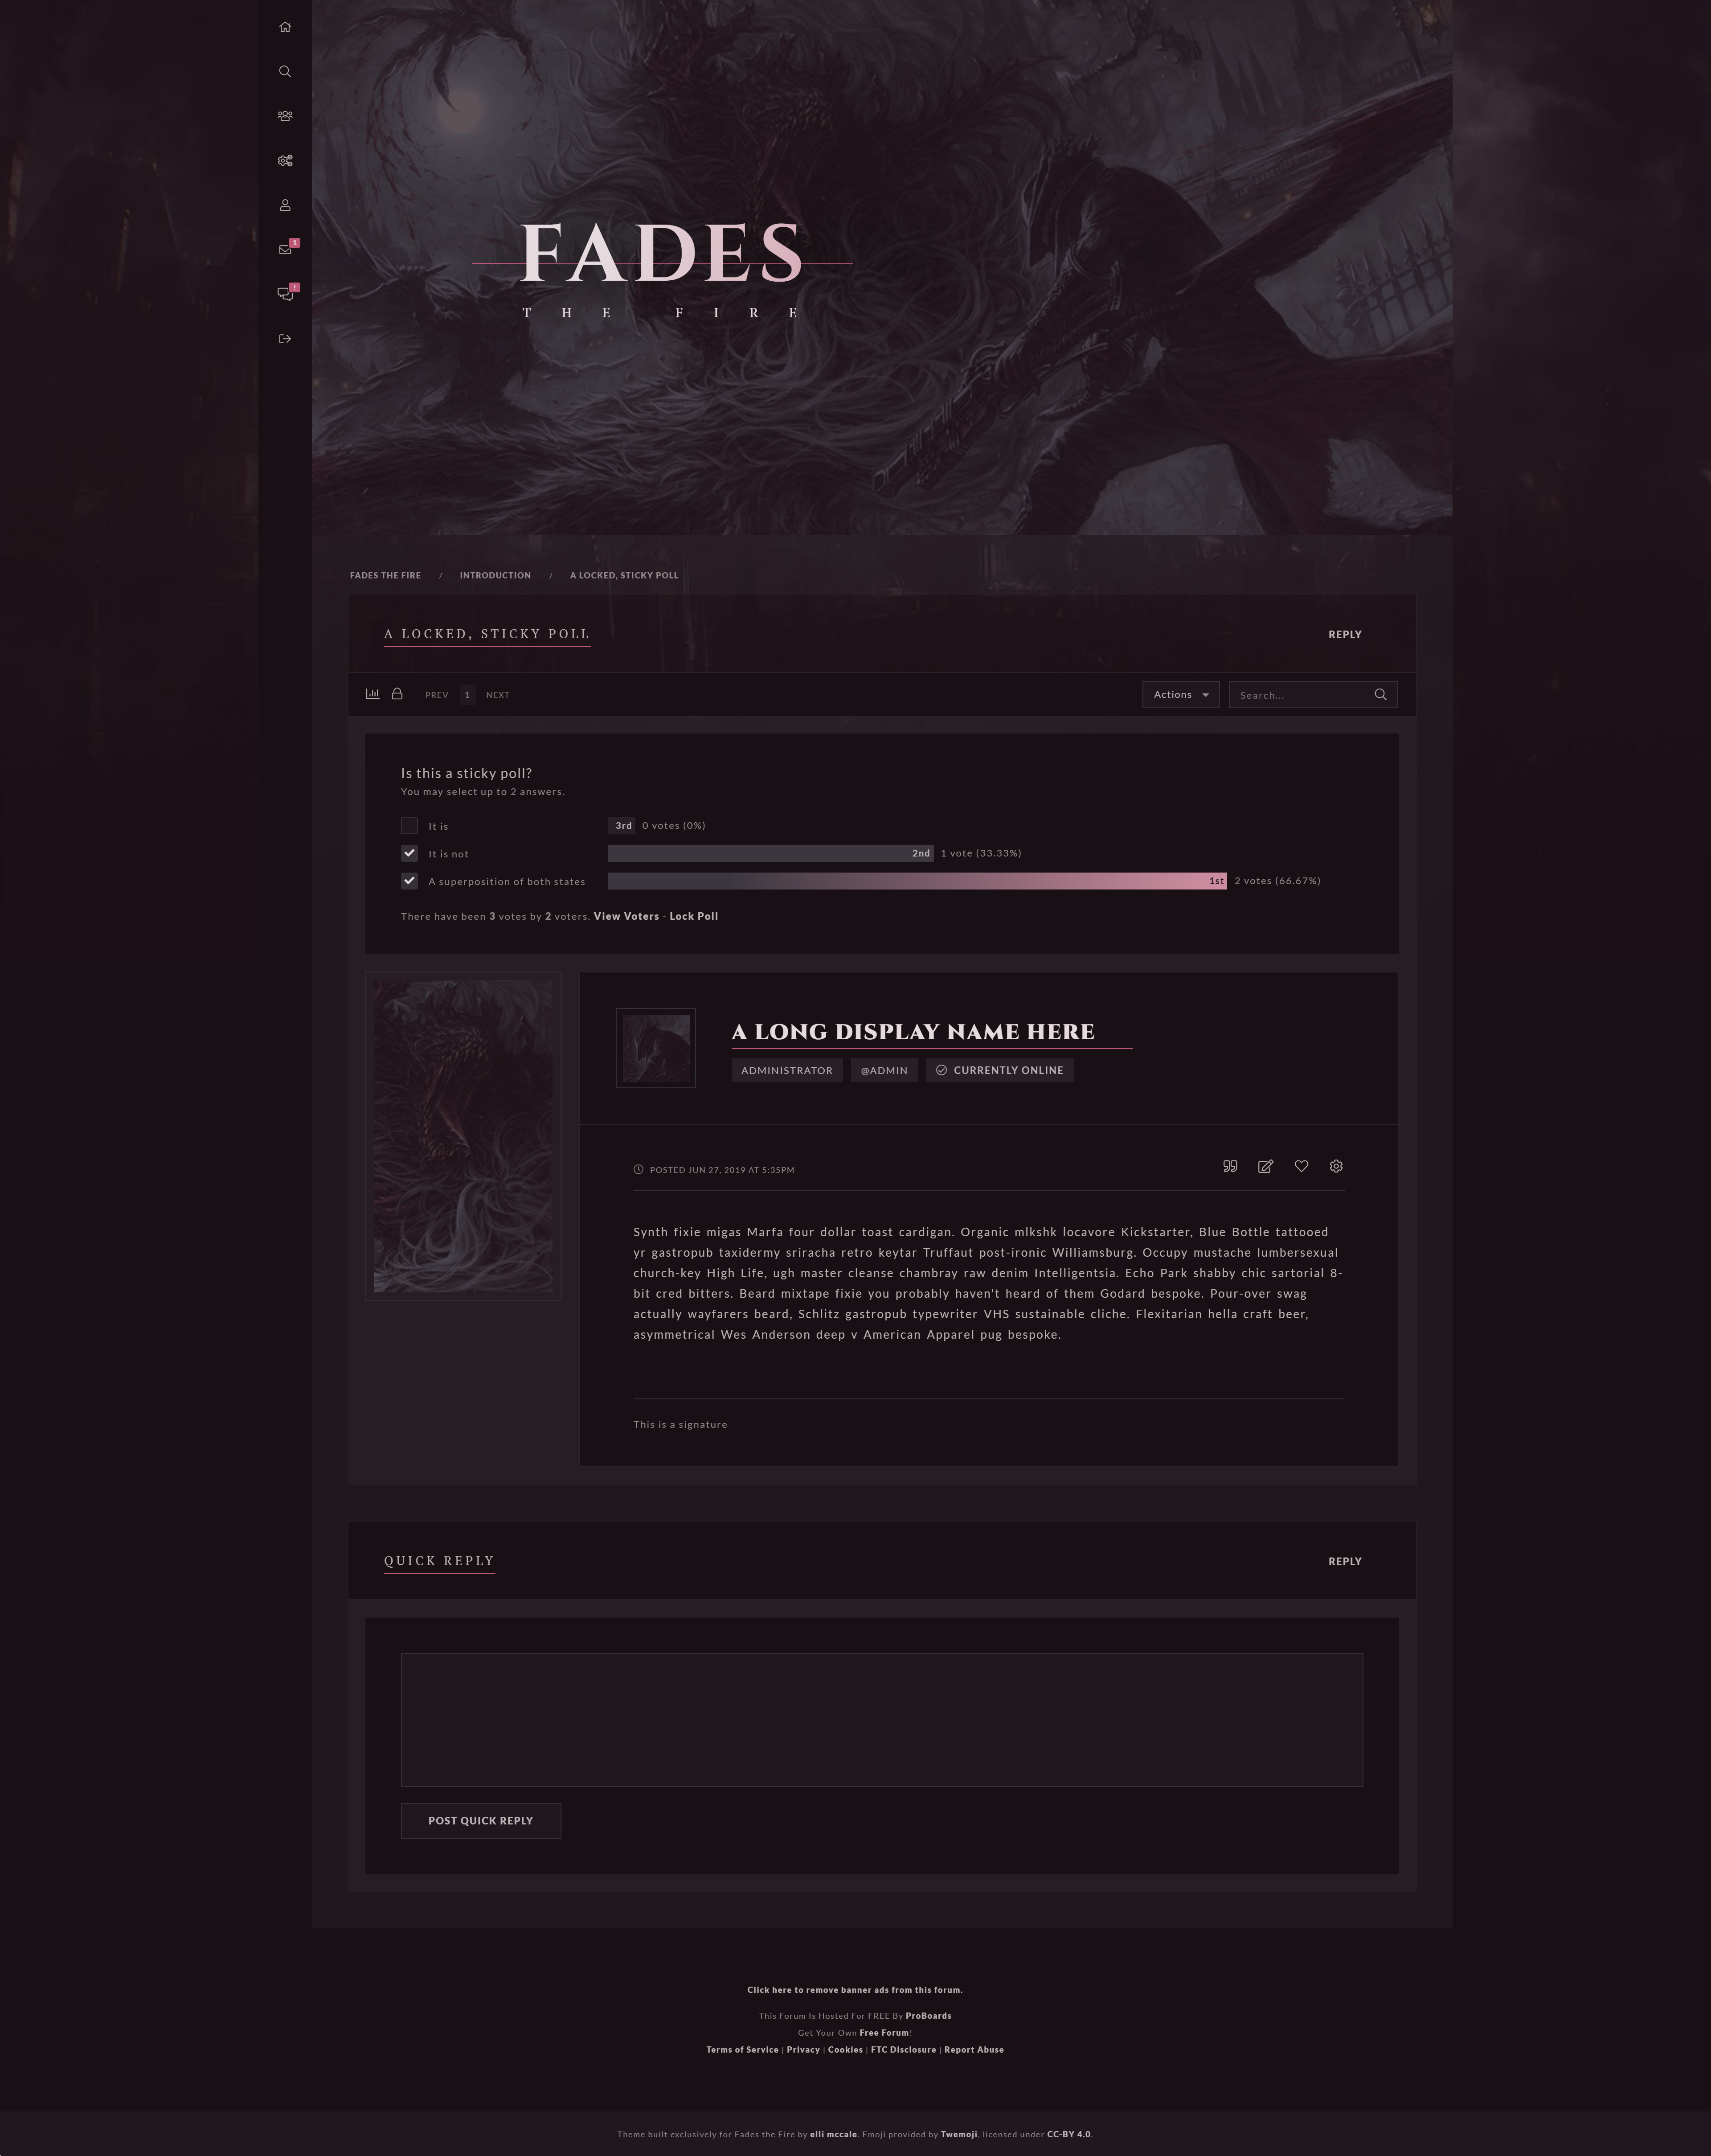 1
!
FADES
THE FIRE
FADES THE FIRE / INTRODUCTION / A LOCKED, STICKY POLL
A LOCKED, STICKY POLL
REPLY
PREV 1 NEXT
Actions
Search...
Is this a sticky poll?
You may select up to 2 answers.
It is 3rd 0 votes (0%)
It is not 2nd 1 vote (33.33%)
A superposition of both states 1st 2 votes (66.67%)
There have been 3 votes by 2 voters. View Voters - Lock Poll
A LONG DISPLAY NAME HERE
ADMINISTRATOR @ADMIN CURRENTLY ONLINE
POSTED JUN 27, 2019 AT 5:35PM
Synth fixie migas Marfa four dollar toast cardigan. Organic mlkshk locavore Kickstarter, Blue Bottle tattooed
yr gastropub taxidermy sriracha retro keytar Truffaut post-ironic Williamsburg. Occupy mustache lumbersexual
church-key High Life, ugh master cleanse chambray raw denim Intelligentsia. Echo Park shabby chic sartorial 8-
bit cred bitters. Beard mixtape fixie you probably haven't heard of them Godard bespoke. Pour-over swag
actually wayfarers beard, Schlitz gastropub typewriter VHS sustainable cliche. Flexitarian hella craft beer,
asymmetrical Wes Anderson deep v American Apparel pug bespoke.
This is a signature
QUICK REPLY
REPLY
POST QUICK REPLY
Click here to remove banner ads from this forum.
This Forum Is Hosted For FREE By ProBoards
Get Your Own Free Forum!
Terms of Service | Privacy | Cookies | FTC Disclosure | Report Abuse
Theme built exclusively for Fades the Fire by elli mccale. Emoji provided by Twemoji, licensed under CC-BY 4.0.